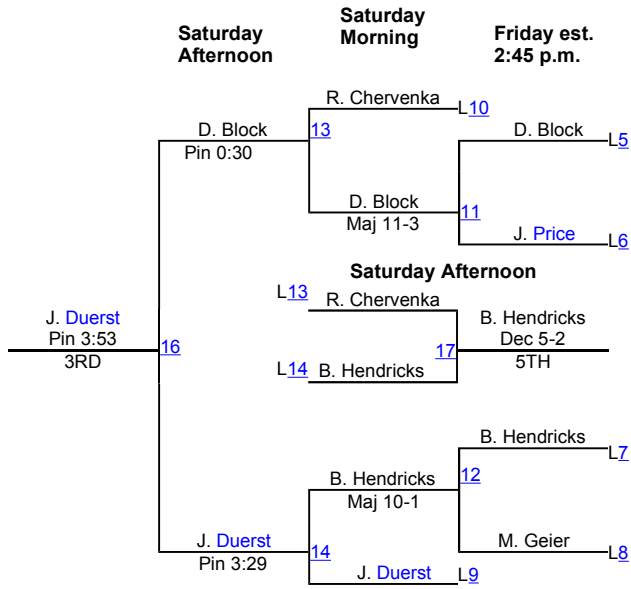 Saturday
Afternoon
Saturday
Morning
Friday est.
2:45 p.m.
R. Chervenka
L10
D. Block
Pin 0:30
13
D. Block
L5
D. Block
Maj 11-3
11
J. Price
L6
Saturday Afternoon
L13
R. Chervenka
J. Duerst
Pin 3:53
3RD
16
B. Hendricks
Dec 5-2
5TH
17
L14
B. Hendricks
B. Hendricks
L7
B. Hendricks
Maj 10-1
12
J. Duerst
Pin 3:29
14
M. Geier
L8
J. Duerst
L9